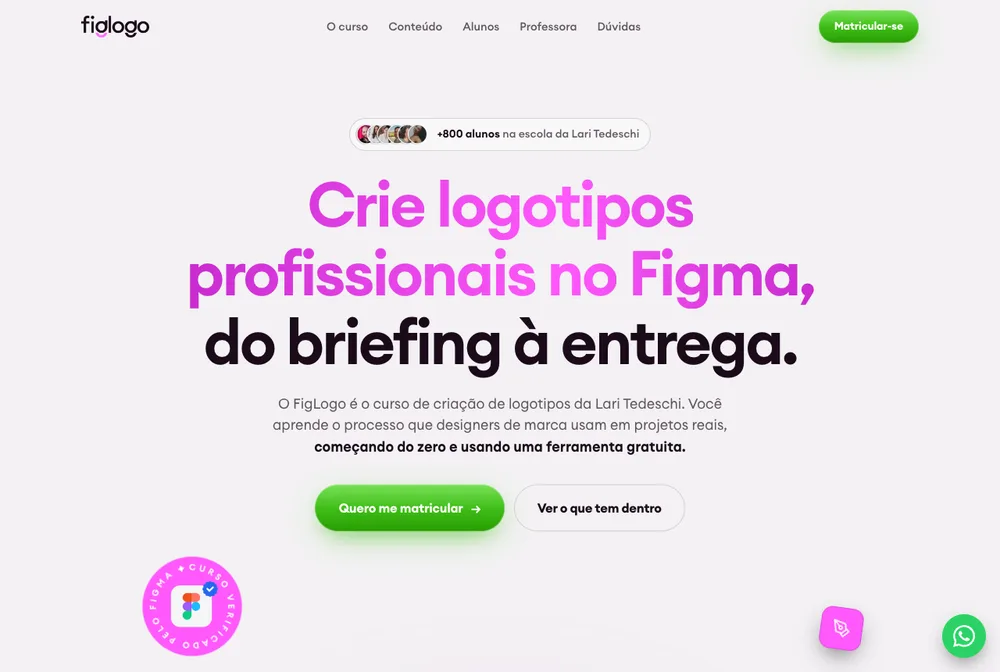 figlogo
O curso
Conteúdo
Alunos
Professora
Dúvidas
Matricular-se
+800 alunos na escola da Lari Tedeschi
Crie logotipos
profissionais no Figma,
do briefing à entrega.
O FigLogo é o curso de criação de logotipos da Lari Tedeschi. Você
aprende o processo que designers de marca usam em projetos reais,
começando do zero e usando uma ferramenta gratuita.
Quero me matricular →
Ver o que tem dentro
CURSO VERIFICADO PELO FIGMA